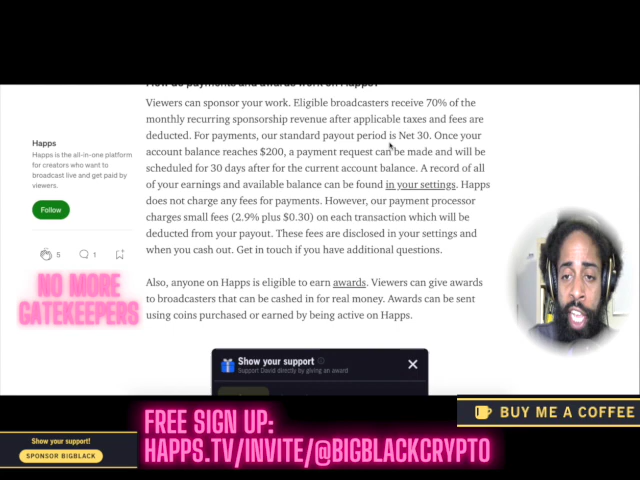 How do payments and awards work on Happs?
Viewers can sponsor your work. Eligible broadcasters receive 70% of the
monthly recurring sponsorship revenue after applicable taxes and fees are
deducted. For payments, our standard payout period is Net 30. Once your
account balance reaches $200, a payment request can be made and will be
scheduled for 30 days after for the current account balance. A record of all
of your earnings and available balance can be found in your settings. Happs
does not charge any fees for payments. However, our payment processor
charges small fees (2.9% plus $0.30) on each transaction which will be
deducted from your payout. These fees are disclosed in your settings and
when you cash out. Get in touch if you have additional questions.
Also, anyone on Happs is eligible to earn awards. Viewers can give awards
to broadcasters that can be cashed in for real money. Awards can be sent
using coins purchased or earned by being active on Happs.
Happs
Happs is the all-in-one platform
for creators who want to
broadcast live and get paid by
viewers.
Follow
5 1
NO MORE
GATEKEEPERS
Show your support
Support David directly by giving an award
FREE SIGN UP:
HAPPS.TV/INVITE/@BIGBLACKCRYPTO
BUY ME A COFFEE
Show your support!
SPONSOR BIGBLACK